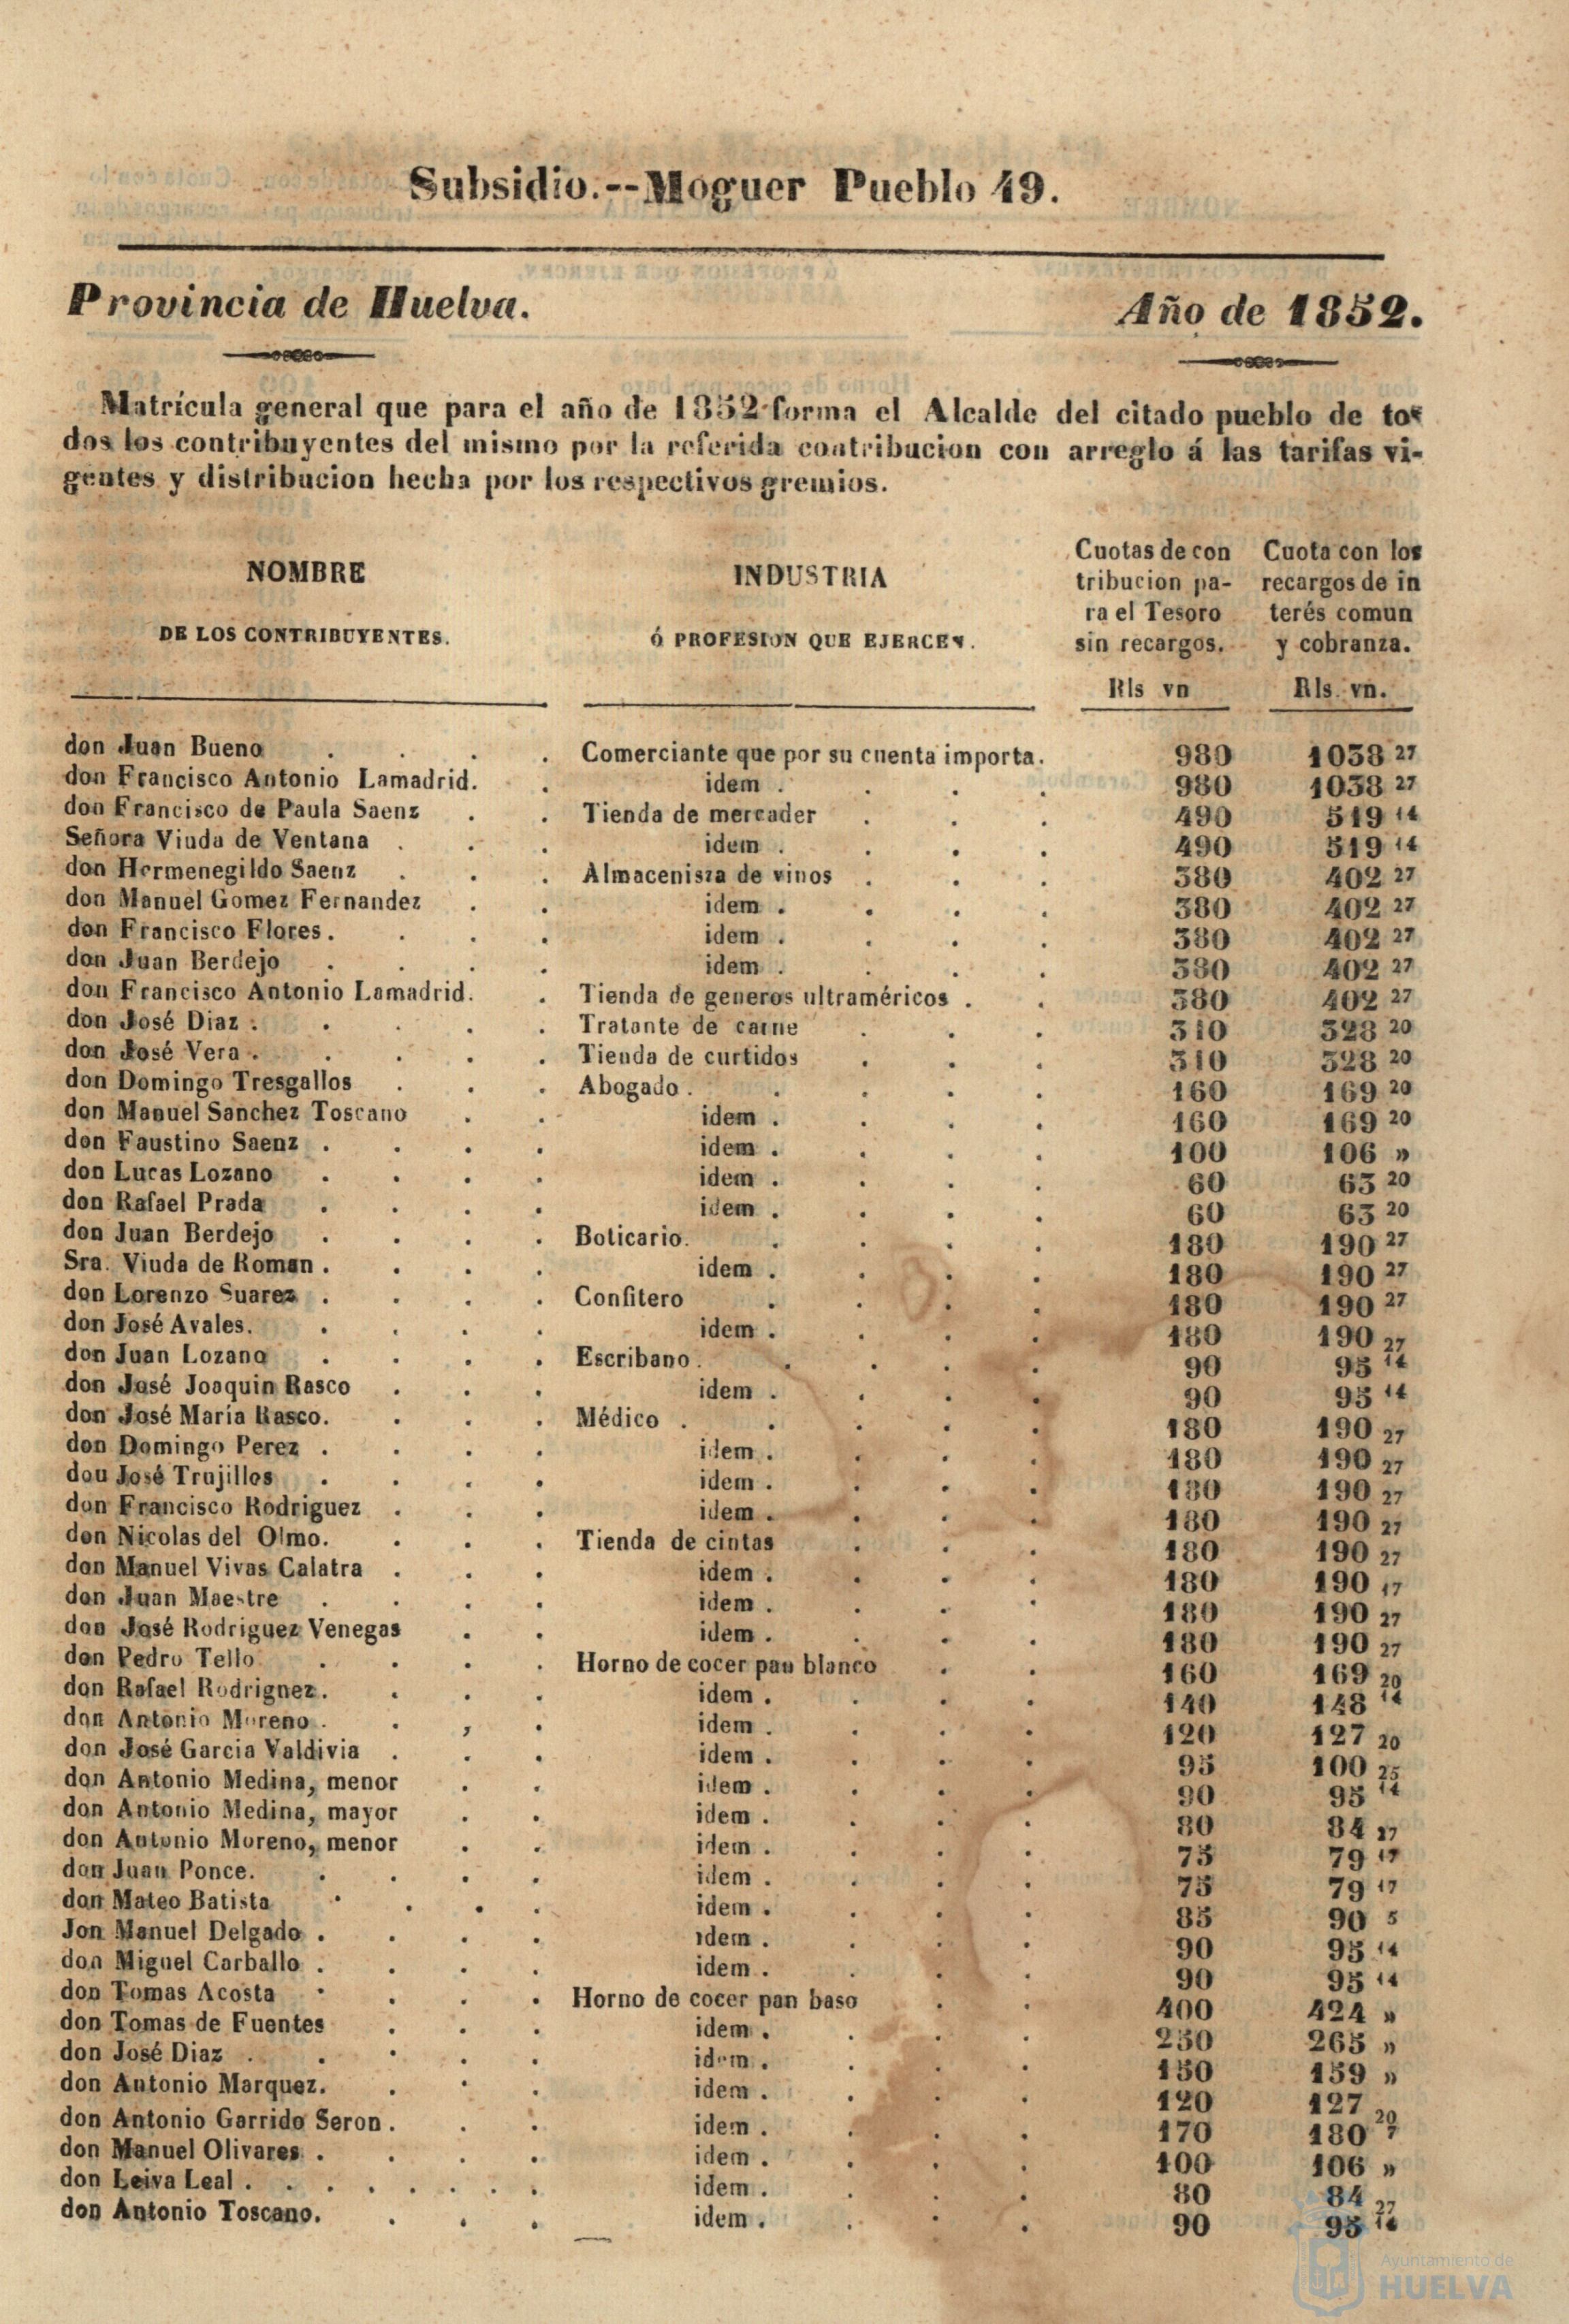 Subsidio.--Moguer Pueblo 49.
Provincia de Huelva. Año de 1852.
Matrícula general que para el año de 1852 forma el Alcalde del citado pueblo de to-
dos los contribuyentes del mismo por la referida contribucion con arreglo á las tarifas vi-
gentes y distribucion hecha por los respectivos gremios.
NOMBRE
DE LOS CONTRIBUYENTES.
INDUSTRIA
Ó PROFESION QUE EJERCEN.
Cuotas de con
tribucion pa-
ra el Tesoro
sin recargos.
Rls vn
Cuota con los
recargos de in
terés comun
y cobranza.
Rls. vn.
don Juan Bueno . . . . Comerciante que por su cuenta importa. 980 1038 27
don Francisco Antonio Lamadrid. . idem . . . . 980 1038 27
don Francisco de Paula Saenz . . Tienda de mercader . . . 490 519 14
Señora Viuda de Ventana . . . idem . . . . 490 519 14
don Hermenegildo Saenz . . . Almacenista de vinos . . . 380 402 27
don Manuel Gomez Fernandez . . idem . . . . 380 402 27
don Francisco Flores. . . . idem . . . . 380 402 27
don Juan Berdejo . . . . idem . . . . 380 402 27
don Francisco Antonio Lamadrid. . Tienda de generos ultraméricos . . 380 402 27
don José Diaz . . . . . Tratante de carne . . . 310 328 20
don José Vera . . . . . Tienda de curtidos . . . 310 328 20
don Domingo Tresgallos . . . Abogado . . . . . 160 169 20
don Manuel Sanchez Toscano . . idem . . . . 160 169 20
don Faustino Saenz . . . . idem . . . . 100 106 »
don Lucas Lozano . . . . idem . . . . 60 63 20
don Rafael Prada . . . . idem . . . . 60 63 20
don Juan Berdejo . . . . Boticario. . . . . 180 190 27
Sra. Viuda de Roman . . . . idem . . . . 180 190 27
don Lorenzo Suarez . . . . Confitero . . . . 180 190 27
don José Avales. . . . . idem . . . . 180 190 27
don Juan Lozano . . . . Escribano . . . . . 90 95 14
don José Joaquin Rasco . . . idem . . . . 90 95 14
don José María Rasco. . . . Médico . . . . . 180 190 27
don Domingo Perez . . . . idem . . . . 180 190 27
dou José Trujillos . . . . idem . . . . 180 190 27
don Francisco Rodriguez . . . idem . . . . 180 190 27
don Nicolas del Olmo. . . . Tienda de cintas . . . 180 190 27
don Manuel Vivas Calatra . . . idem . . . . 180 190 17
don Juan Maestre . . . . idem . . . . 180 190 27
don José Rodriguez Venegas . . idem . . . . 180 190 27
don Pedro Tello . . . . Horno de cocer pan blanco . . 160 169 20
don Rafael Rodrignez. . . . idem . . . . 140 148 14
don Antonio Moreno . . , . idem . . . . 120 127 20
don José Garcia Valdivia . . . idem . . . . 95 100 25
don Antonio Medina, menor . . idem . . . . 90 95 14
don Antonio Medina, mayor . . idem . . . . 80 84 27
don Antonio Moreno, menor . . idem . . . . 75 79 17
don Juan Ponce. . . . . idem . . . . 75 79 17
don Mateo Batista . . . . idem . . . . 85 90 5
Jon Manuel Delgado . . . . idem . . . . 90 95 14
don Miguel Carballo . . . . idem . . . . 90 95 14
don Tomas Acosta . . . . Horno de cocer pan baso . . 400 424 »
don Tomas de Fuentes . . . idem . . . . 250 265 »
don José Diaz . . . . . idem . . . . 150 159 »
don Antonio Marquez. . . . idem . . . . 120 127 20
don Antonio Garrido Seron . . . idem . . . . 170 180 7
don Manuel Olivares . . . . idem . . . . 100 106 »
don Leiva Leal . . . . . . . . idem . . . . 80 84 27
don Antonio Toscano. . . . idem . . . . 90 95 14
Ayuntamiento de
HUELVA